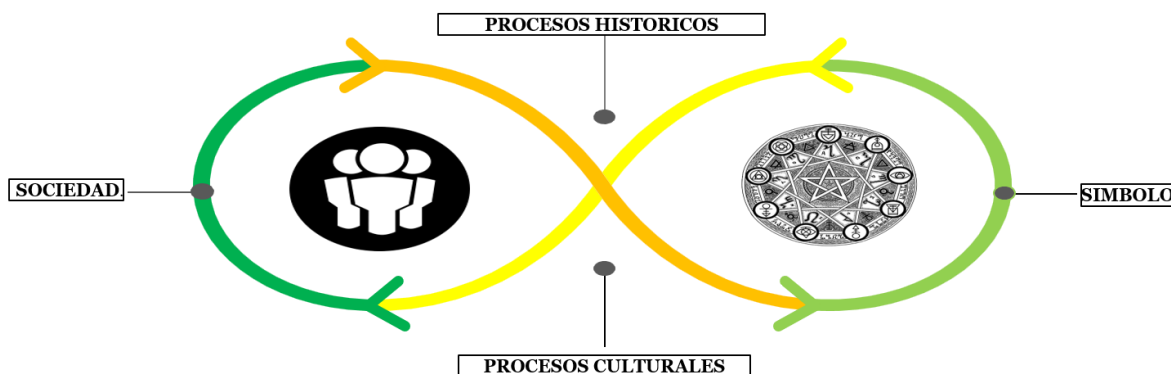 PROCESOS HISTORICOS
SOCIEDAD.
SIMBOLO
PROCESOS CULTURALES